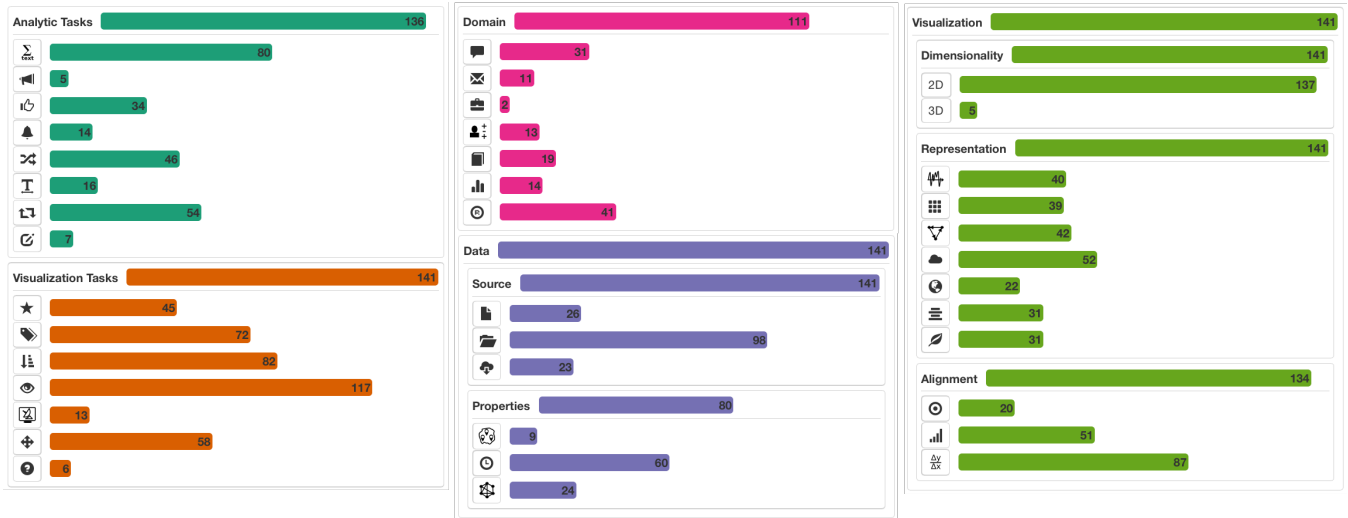 Analytic Tasks 136
Σ text 80
5
34
14
46
T 16
54
7
Visualization Tasks 141
45
72
82
117
13
58
? 6
Domain 111
31
11
2
13
19
14
® 41
Data 141
Source 141
26
98
23
Properties 80
9
60
24
Visualization 141
Dimensionality 141
2D 137
3D 5
Representation 141
40
39
42
52
22
31
31
Alignment 134
20
51
Δy
Δx 87